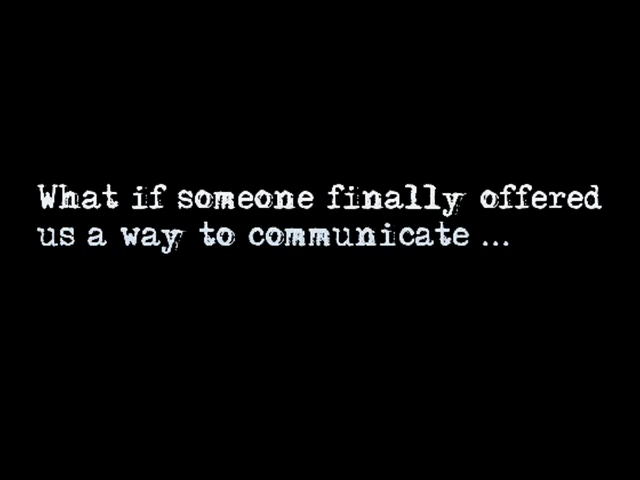 What if someone finally offered
us a way to communicate ...